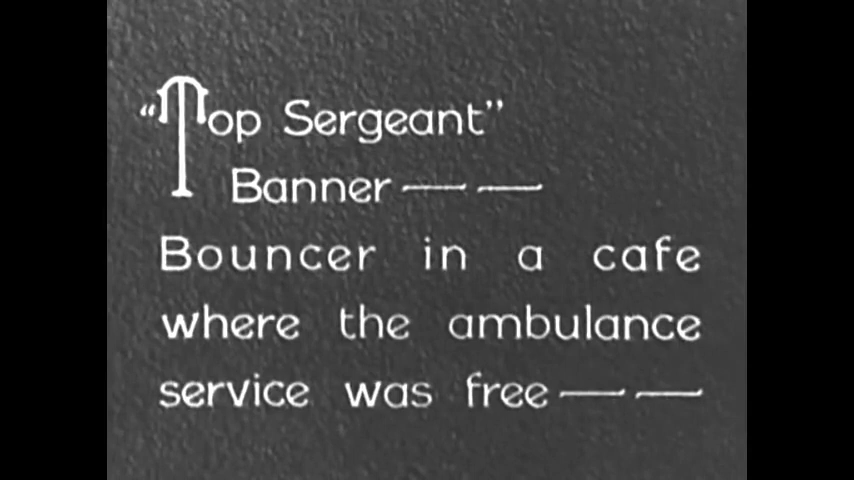 “Top Sergeant”
Banner — —
Bouncer in a cafe
where the ambulance
service was free — —